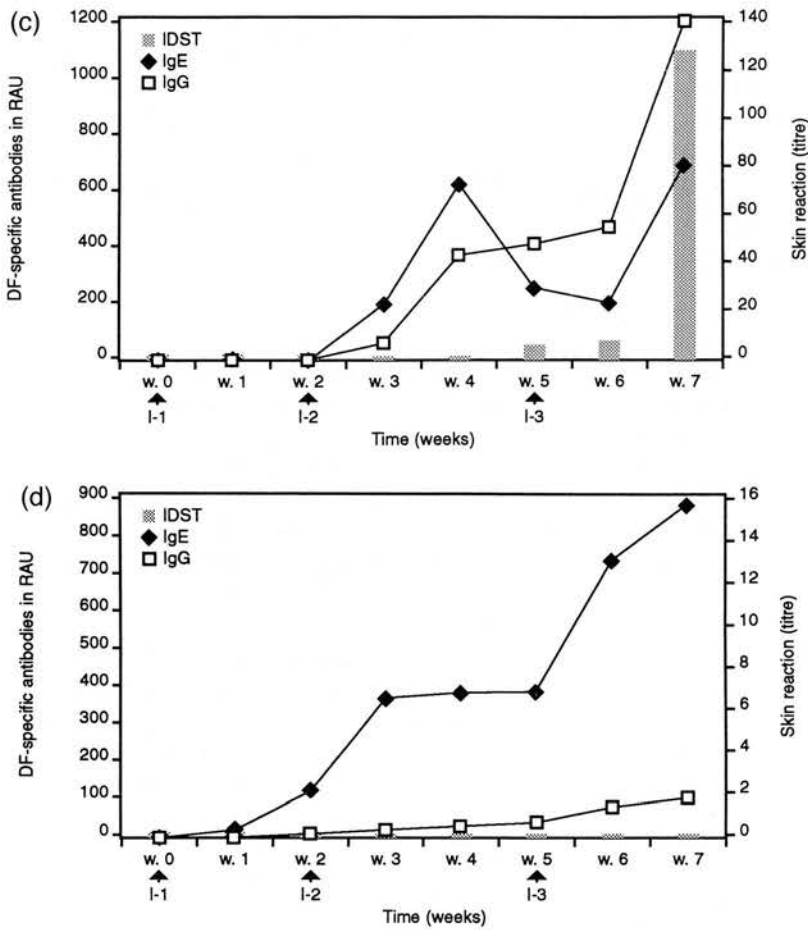 (c)
1200
1000
800
600
400
200
0
DF-specific antibodies in RAU
IDST
IgE
IgG
140
120
100
80
60
40
20
0
Skin reaction (titre)
w. 0 w. 1 w. 2 w. 3 w. 4 w. 5 w. 6 w. 7
I-1 I-2 I-3
Time (weeks)
(d)
900
800
700
600
500
400
300
200
100
0
DF-specific antibodies in RAU
IDST
IgE
IgG
16
14
12
10
8
6
4
2
0
Skin reaction (titre)
w. 0 w. 1 w. 2 w. 3 w. 4 w. 5 w. 6 w. 7
I-1 I-2 I-3
Time (weeks)